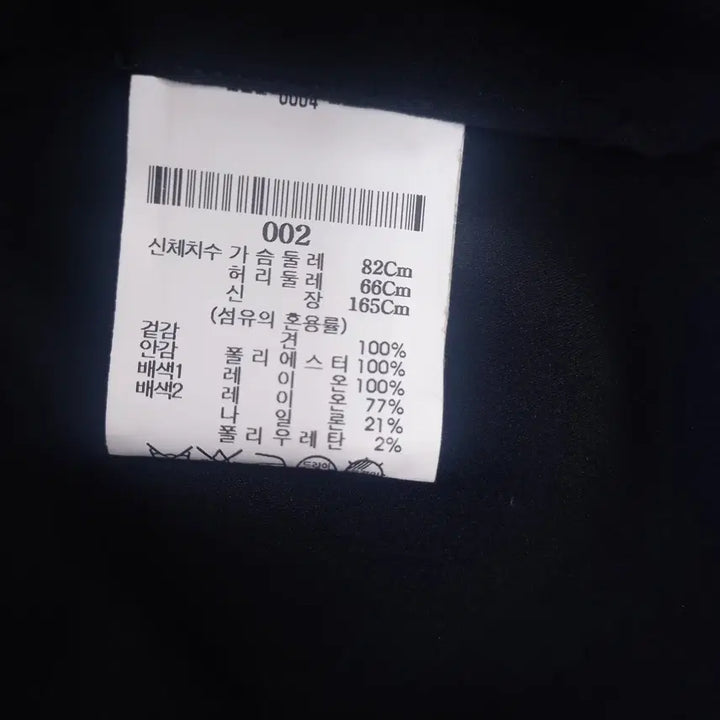 0004
002
신체치수 가슴둘레 82Cm
허리둘레 66Cm
신장 165Cm
(섬유의 혼용률)
겉감 견 100%
안감 폴리에스터 100%
배색1 레이온 100%
배색2 레이온 77%
나일론 21%
폴리우레탄 2%